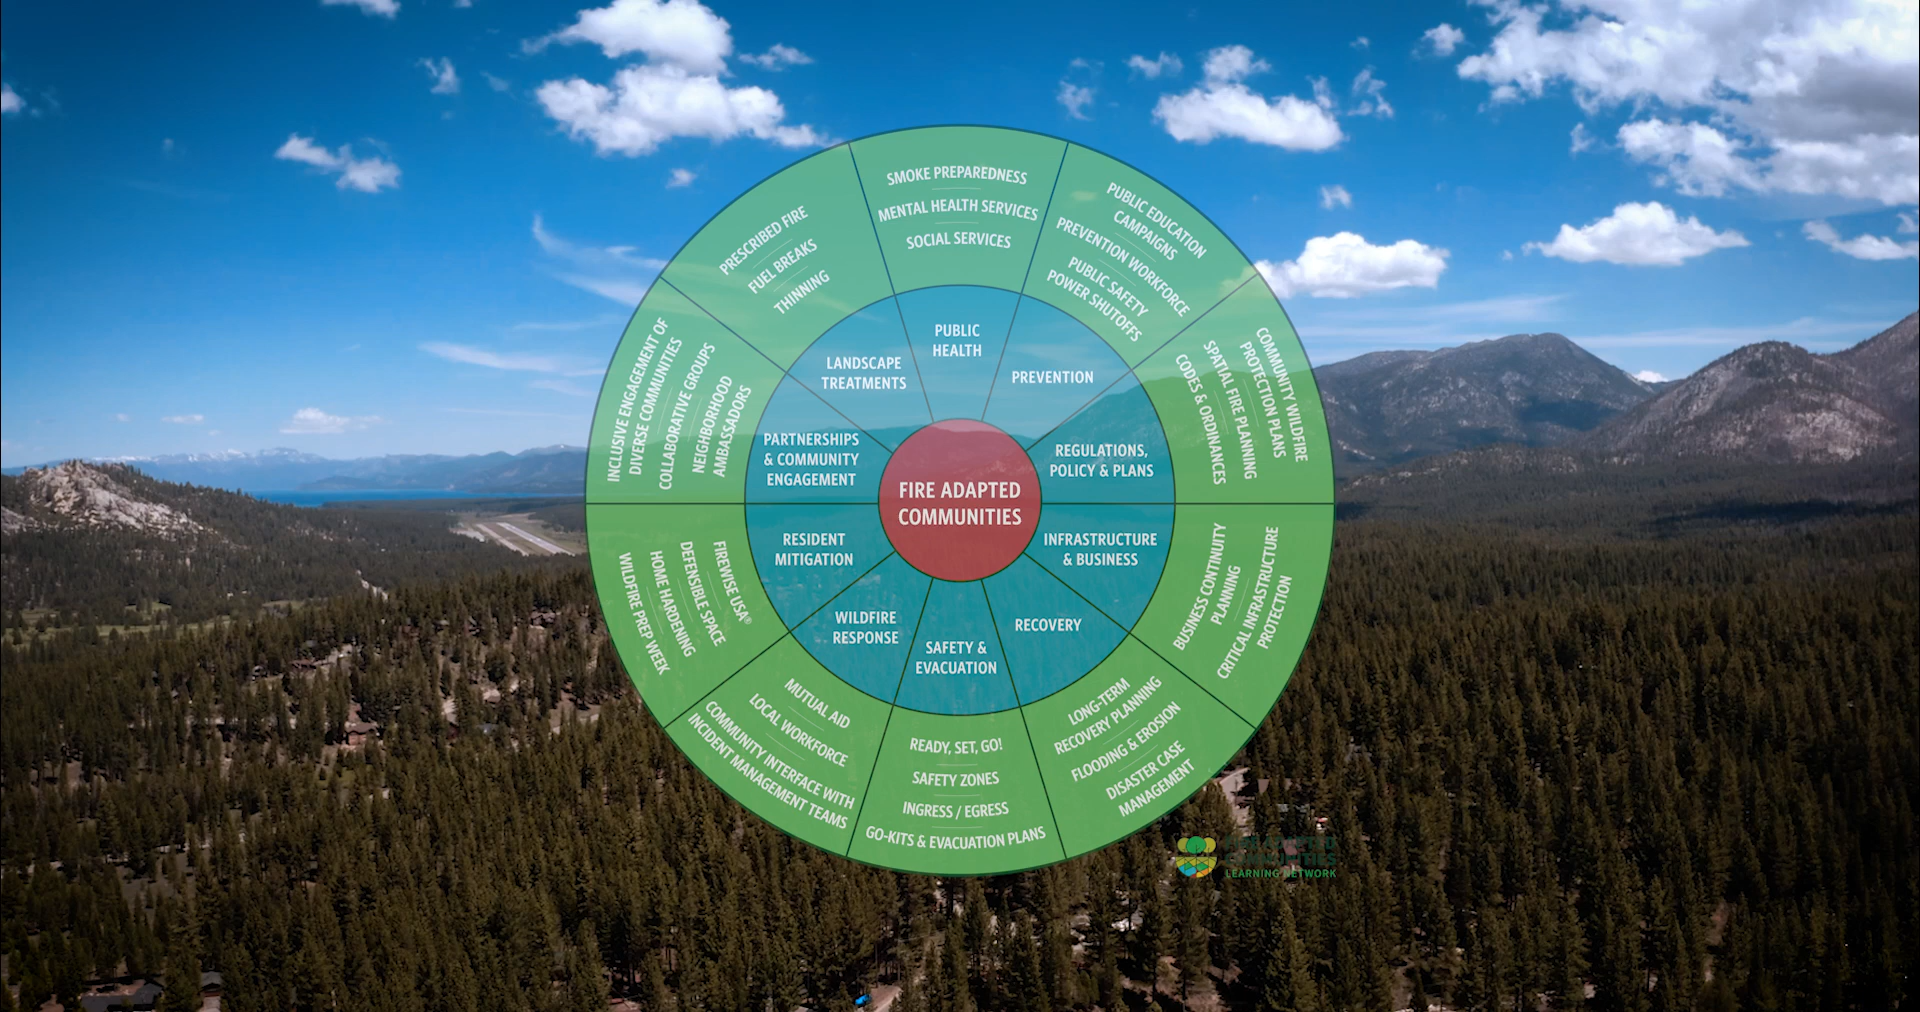 FIRE ADAPTED
COMMUNITIES
PUBLIC
HEALTH
SMOKE PREPAREDNESS
MENTAL HEALTH SERVICES
SOCIAL SERVICES
PREVENTION
PUBLIC EDUCATION
CAMPAIGNS
PREVENTION WORKFORCE
PUBLIC SAFETY
POWER SHUTOFFS
REGULATIONS,
POLICY & PLANS
COMMUNITY WILDFIRE
PROTECTION PLANS
SPATIAL FIRE PLANNING
CODES & ORDINANCES
INFRASTRUCTURE
& BUSINESS
BUSINESS CONTINUITY
PLANNING
CRITICAL INFRASTRUCTURE
PROTECTION
RECOVERY
LONG-TERM
RECOVERY PLANNING
FLOODING & EROSION
DISASTER CASE
MANAGEMENT
SAFETY &
EVACUATION
READY, SET, GO!
SAFETY ZONES
INGRESS / EGRESS
GO-KITS & EVACUATION PLANS
WILDFIRE
RESPONSE
MUTUAL AID
LOCAL WORKFORCE
COMMUNITY INTERFACE WITH
INCIDENT MANAGEMENT TEAMS
RESIDENT
MITIGATION
FIREWISE USA®
DEFENSIBLE SPACE
HOME HARDENING
WILDFIRE PREP WEEK
PARTNERSHIPS
& COMMUNITY
ENGAGEMENT
INCLUSIVE ENGAGEMENT OF
DIVERSE COMMUNITIES
COLLABORATIVE GROUPS
NEIGHBORHOOD
AMBASSADORS
LANDSCAPE
TREATMENTS
PRESCRIBED FIRE
FUEL BREAKS
THINNING
LEARNING NETWORK